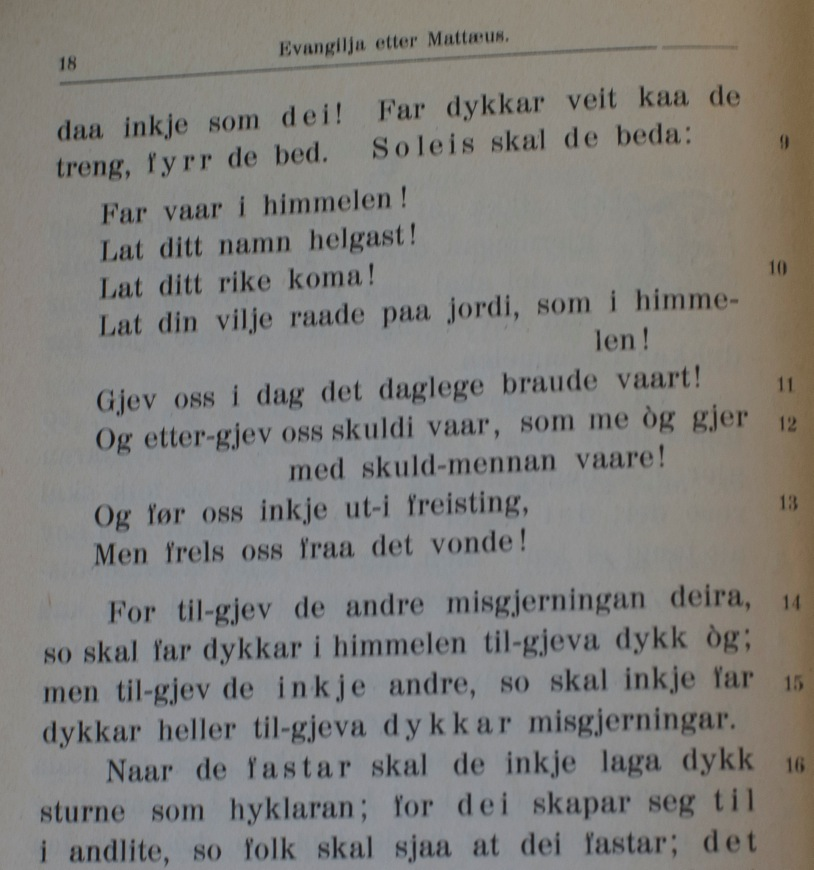 18
Evangilja etter Mattæus.
daa inkje som dei! Far dykkar veit kaa de
treng, fyrr de bed. Soleis skal de beda: 9
Far vaar i himmelen!
Lat ditt namn helgast!
Lat ditt rike koma! 10
Lat din vilje raade paa jordi, som i himme-
len!
Gjev oss i dag det daglege braude vaart! 11
Og etter-gjev oss skuldi vaar, som me òg gjer 12
med skuld-mennan vaare!
Og før oss inkje ut-i freisting, 13
Men frels oss fraa det vonde!
For til-gjev de andre misgjerningan deira, 14
so skal far dykkar i himmelen til-gjeva dykk òg;
men til-gjev de inkje andre, so skal inkje far 15
dykkar heller til-gjeva dykkar misgjerningar.
Naar de fastar skal de inkje laga dykk 16
sturne som hyklaran; for dei skapar seg til
i andlite, so folk skal sjaa at dei fastar; det